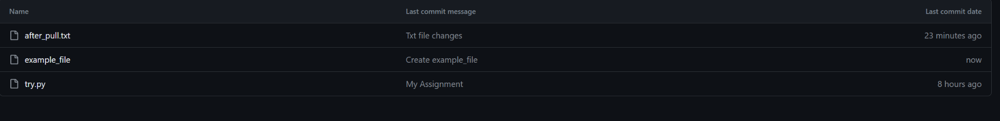 Name Last commit message Last commit date
after_pull.txt Txt file changes 23 minutes ago
example_file Create example_file now
try.py My Assignment 8 hours ago